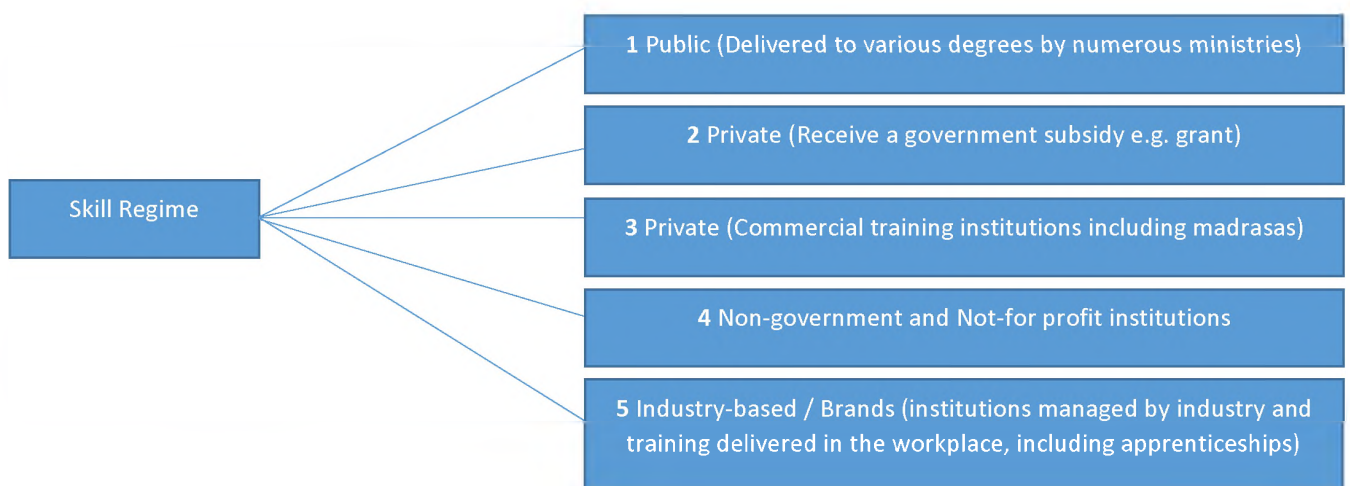 Skill Regime
1 Public (Delivered to various degrees by numerous ministries)
2 Private (Receive a government subsidy e.g. grant)
3 Private (Commercial training institutions including madrasas)
4 Non-government and Not-for profit institutions
5 Industry-based / Brands (institutions managed by industry and
training delivered in the workplace, including apprenticeships)